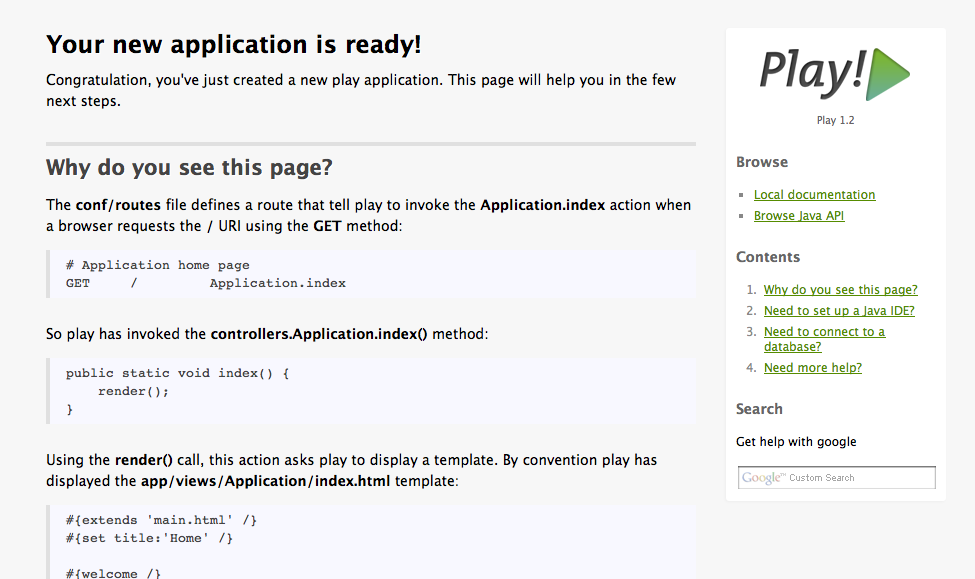 Your new application is ready!
Congratulation, you've just created a new play application. This page will help you in the few
next steps.
Why do you see this page?
The conf/routes file defines a route that tell play to invoke the Application.index action when
a browser requests the / URI using the GET method:
# Application home page
GET     /         Application.index
So play has invoked the controllers.Application.index() method:
public static void index() {
    render();
}
Using the render() call, this action asks play to display a template. By convention play has
displayed the app/views/Application/index.html template:
#{extends 'main.html' /}
#{set title:'Home' /}
#{welcome /}
Play!
Play 1.2
Browse
Local documentation
Browse Java API
Contents
1. Why do you see this page?
2. Need to set up a Java IDE?
3. Need to connect to a
database?
4. Need more help?
Search
Get help with google
Google™ Custom Search